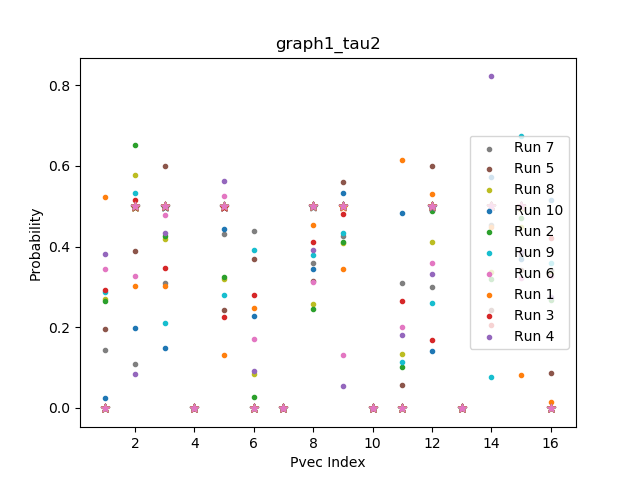 graph1_tau2
Probability
0.8
0.6
0.4
0.2
0.0
Run 7
Run 5
Run 8
Run 10
Run 2
Run 9
Run 6
Run 1
Run 3
Run 4
2 4 6 8 10 12 14 16
Pvec Index